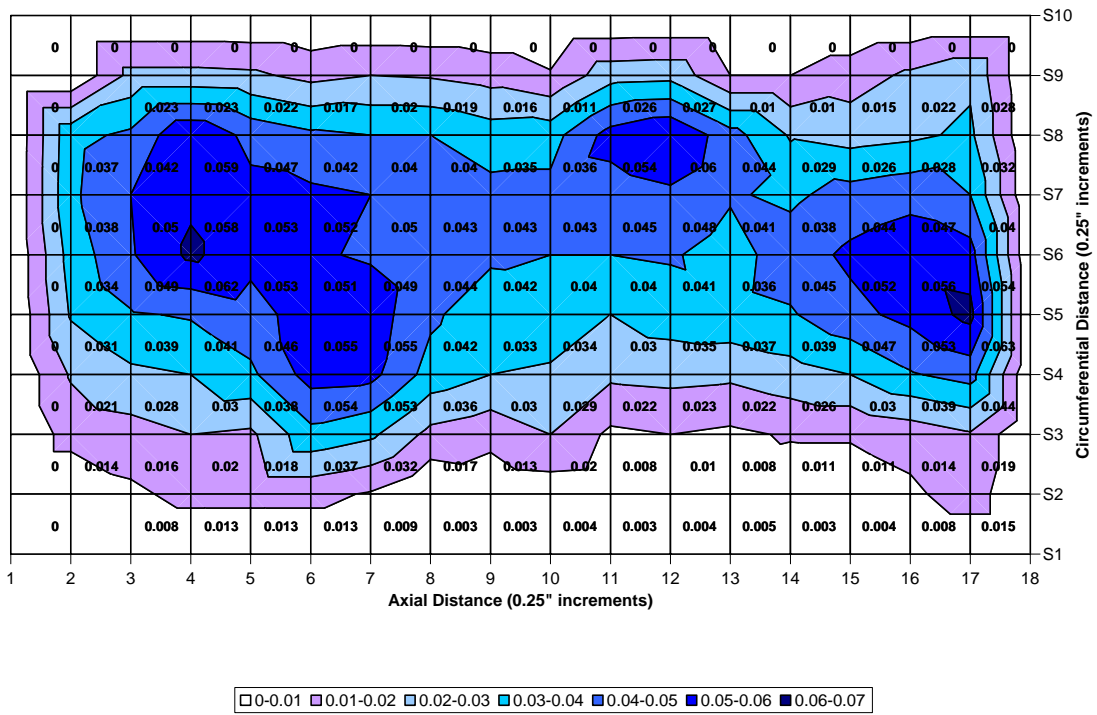 S10
0 0 0 0 0 0 0 0 0 0 0 0 0 0 0 0 0
S9
0 0.023 0.023 0.022 0.017 0.02 0.019 0.016 0.011 0.026 0.027 0.01 0.01 0.015 0.022 0.028
S8
0 0.037 0.042 0.059 0.047 0.042 0.04 0.04 0.035 0.036 0.054 0.06 0.044 0.029 0.026 0.028 0.032
S7
0 0.038 0.05 0.058 0.053 0.052 0.05 0.043 0.043 0.043 0.045 0.048 0.041 0.038 0.044 0.047 0.04
S6
0 0.034 0.049 0.062 0.053 0.051 0.049 0.044 0.042 0.04 0.04 0.041 0.036 0.045 0.052 0.056 0.054
S5
0 0.031 0.039 0.041 0.046 0.055 0.055 0.042 0.033 0.034 0.03 0.035 0.037 0.039 0.047 0.053 0.063
S4
0 0.021 0.028 0.03 0.038 0.054 0.053 0.036 0.03 0.029 0.022 0.023 0.022 0.026 0.03 0.039 0.044
S3
0 0.014 0.016 0.02 0.018 0.037 0.032 0.017 0.013 0.02 0.008 0.01 0.008 0.011 0.011 0.014 0.019
S2
0 0.008 0.013 0.013 0.013 0.009 0.003 0.003 0.004 0.003 0.004 0.005 0.003 0.004 0.008 0.015
S1
1 2 3 4 5 6 7 8 9 10 11 12 13 14 15 16 17 18
Axial Distance (0.25" increments)
Circumferential Distance (0.25" increments)
0-0.01 0.01-0.02 0.02-0.03 0.03-0.04 0.04-0.05 0.05-0.06 0.06-0.07